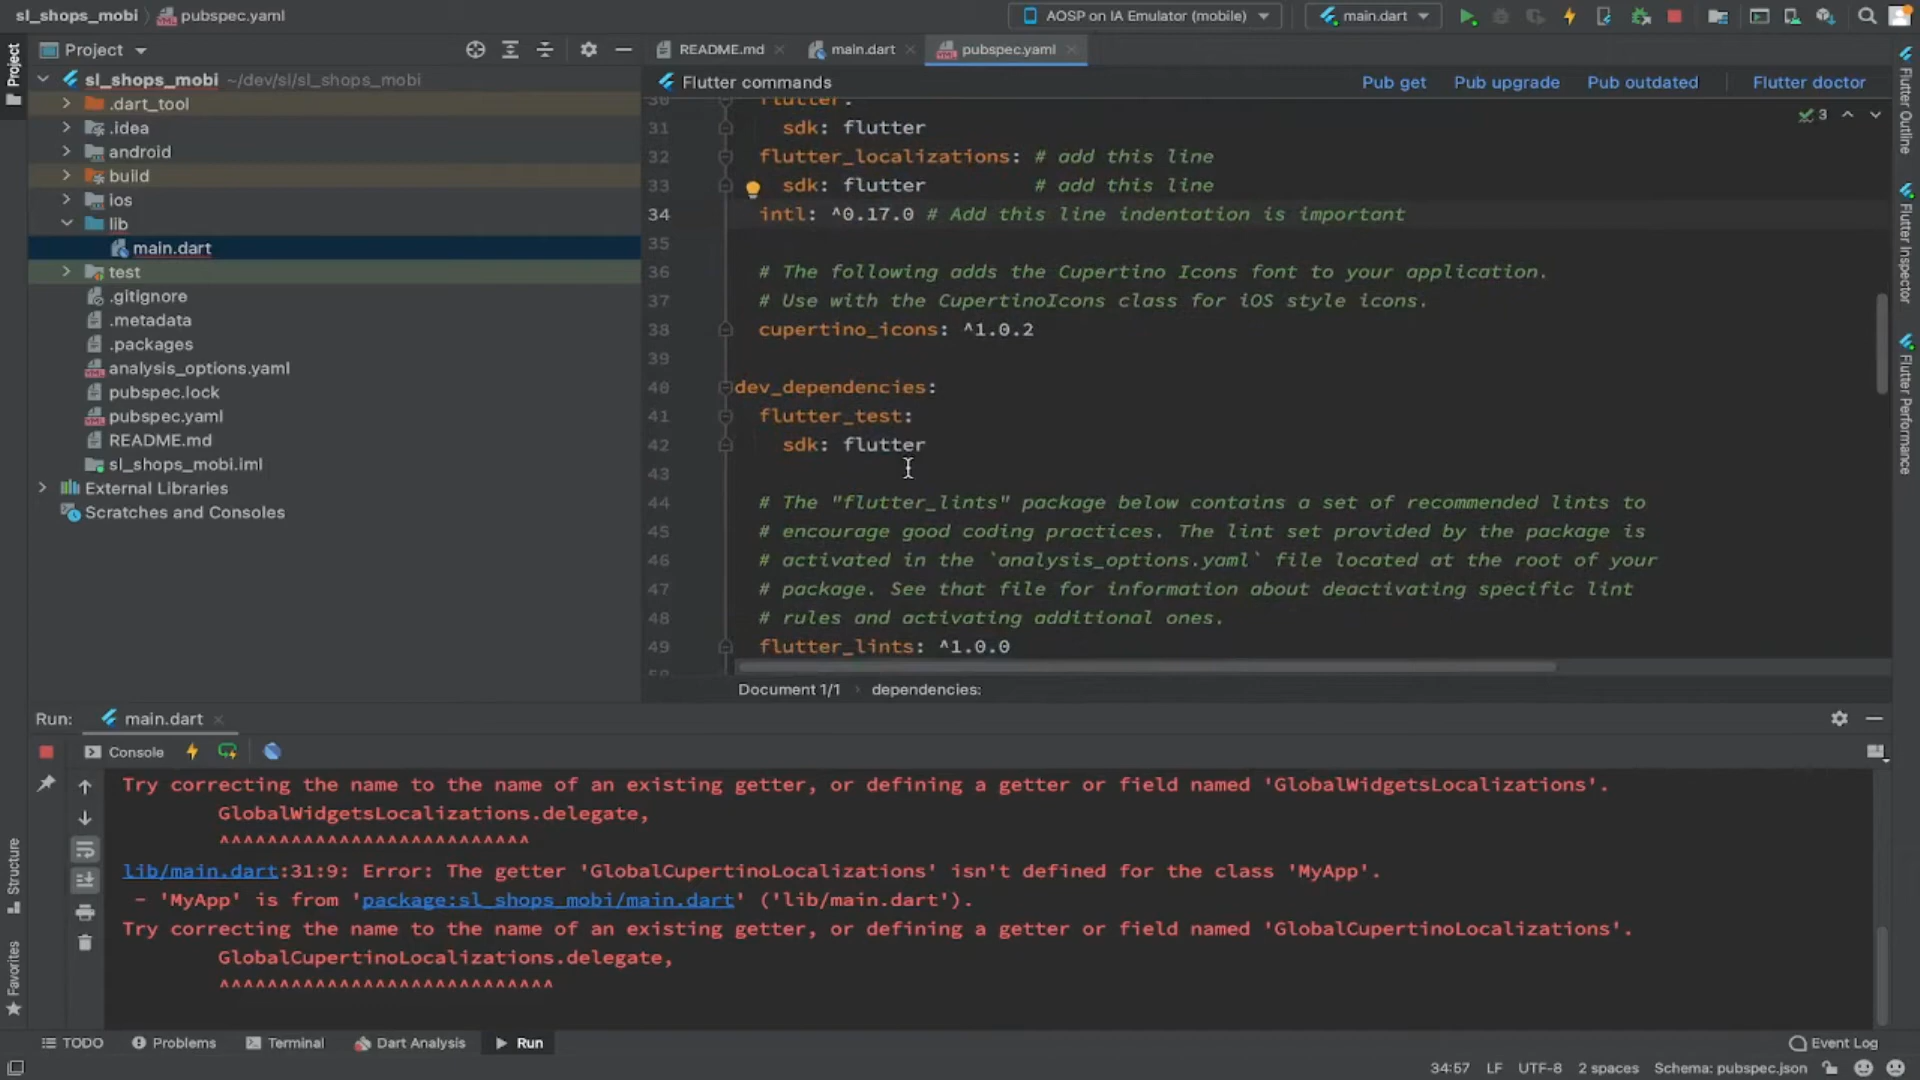 sl_shops_mobi
pubspec.yaml
AOSP on IA Emulator (mobile)
main.dart
Project
README.md
main.dart
pubspec.yaml
Project
sl_shops_mobi ~/dev/sl/sl_shops_mobi
.dart_tool
.idea
android
build
ios
lib
main.dart
test
.gitignore
.metadata
.packages
analysis_options.yaml
pubspec.lock
pubspec.yaml
README.md
sl_shops_mobi.iml
External Libraries
Scratches and Consoles
Flutter commands
Pub get
Pub upgrade
Pub outdated
Flutter doctor
3
30 flutter:
31 sdk: flutter
32 flutter_localizations: # add this line
33 sdk: flutter # add this line
34 intl: ^0.17.0 # Add this line indentation is important
35
36 # The following adds the Cupertino Icons font to your application.
37 # Use with the CupertinoIcons class for iOS style icons.
38 cupertino_icons: ^1.0.2
39
40 dev_dependencies:
41 flutter_test:
42 sdk: flutter
43
44 # The "flutter_lints" package below contains a set of recommended lints to
45 # encourage good coding practices. The lint set provided by the package is
46 # activated in the `analysis_options.yaml` file located at the root of your
47 # package. See that file for information about deactivating specific lint
48 # rules and activating additional ones.
49 flutter_lints: ^1.0.0
50
Document 1/1
dependencies:
Flutter Outline
Flutter Inspector
Flutter Performance
Run:
main.dart
Console
Try correcting the name to the name of an existing getter, or defining a getter or field named 'GlobalWidgetsLocalizations'.
GlobalWidgetsLocalizations.delegate,
^^^^^^^^^^^^^^^^^^^^^^^^^^
lib/main.dart:31:9: Error: The getter 'GlobalCupertinoLocalizations' isn't defined for the class 'MyApp'.
- 'MyApp' is from 'package:sl_shops_mobi/main.dart' ('lib/main.dart').
Try correcting the name to the name of an existing getter, or defining a getter or field named 'GlobalCupertinoLocalizations'.
GlobalCupertinoLocalizations.delegate,
^^^^^^^^^^^^^^^^^^^^^^^^^^^^
Structure
Favorites
TODO
Problems
Terminal
Dart Analysis
Run
Event Log
34:57
LF
UTF-8
2 spaces
Schema: pubspec.json